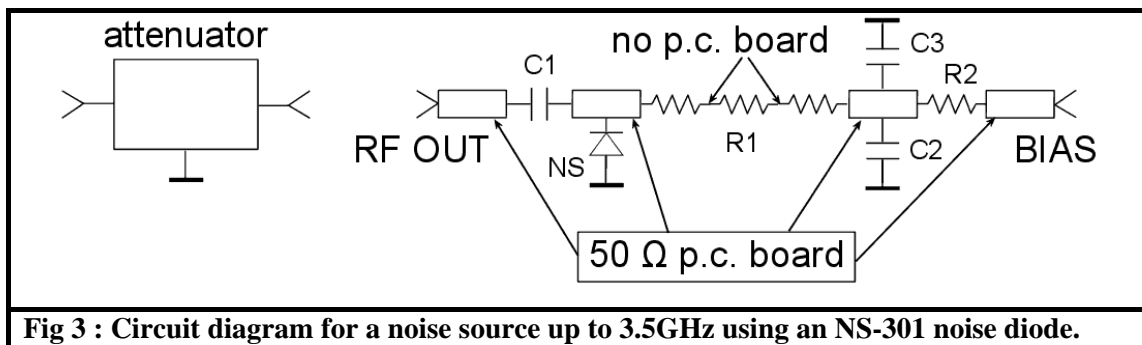 attenuator
no p.c. board
C1
C3
R2
R1
RF OUT
NS
C2
BIAS
50 Ω p.c. board
Fig 3 : Circuit diagram for a noise source up to 3.5GHz using an NS-301 noise diode.